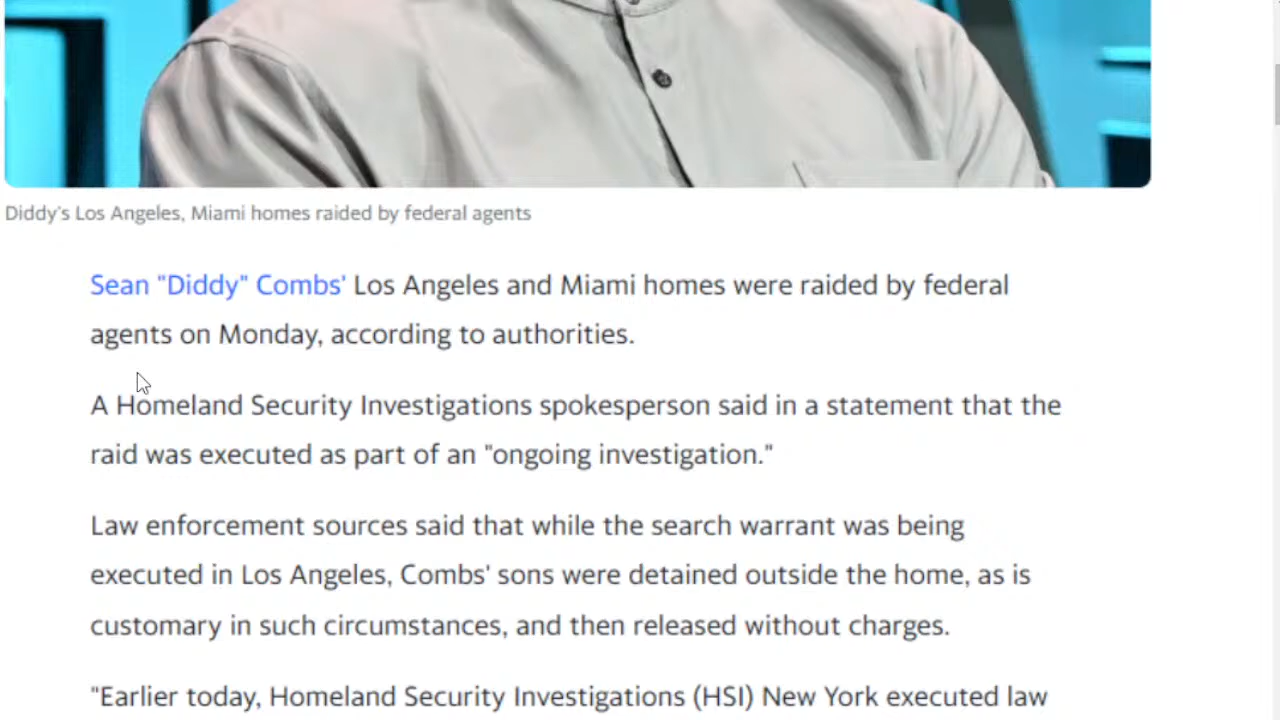 Diddy's Los Angeles, Miami homes raided by federal agents
Sean "Diddy" Combs' Los Angeles and Miami homes were raided by federal
agents on Monday, according to authorities.
A Homeland Security Investigations spokesperson said in a statement that the
raid was executed as part of an "ongoing investigation."
Law enforcement sources said that while the search warrant was being
executed in Los Angeles, Combs' sons were detained outside the home, as is
customary in such circumstances, and then released without charges.
"Earlier today, Homeland Security Investigations (HSI) New York executed law